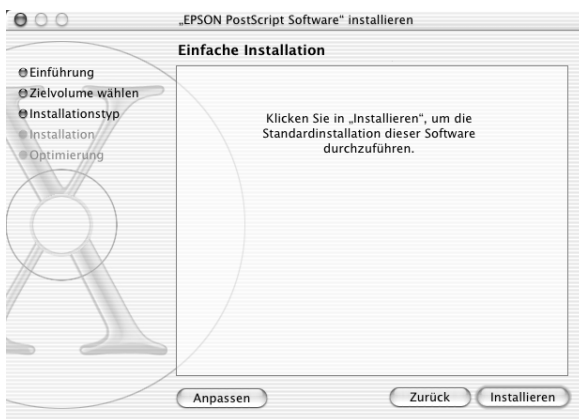 „EPSON PostScript Software“ installieren
Einfache Installation
Einführung
Zielvolume wählen
Installationstyp
Installation
Optimierung
Klicken Sie in „Installieren“, um die
Standardinstallation dieser Software
durchzuführen.
Anpassen
Zurück
Installieren